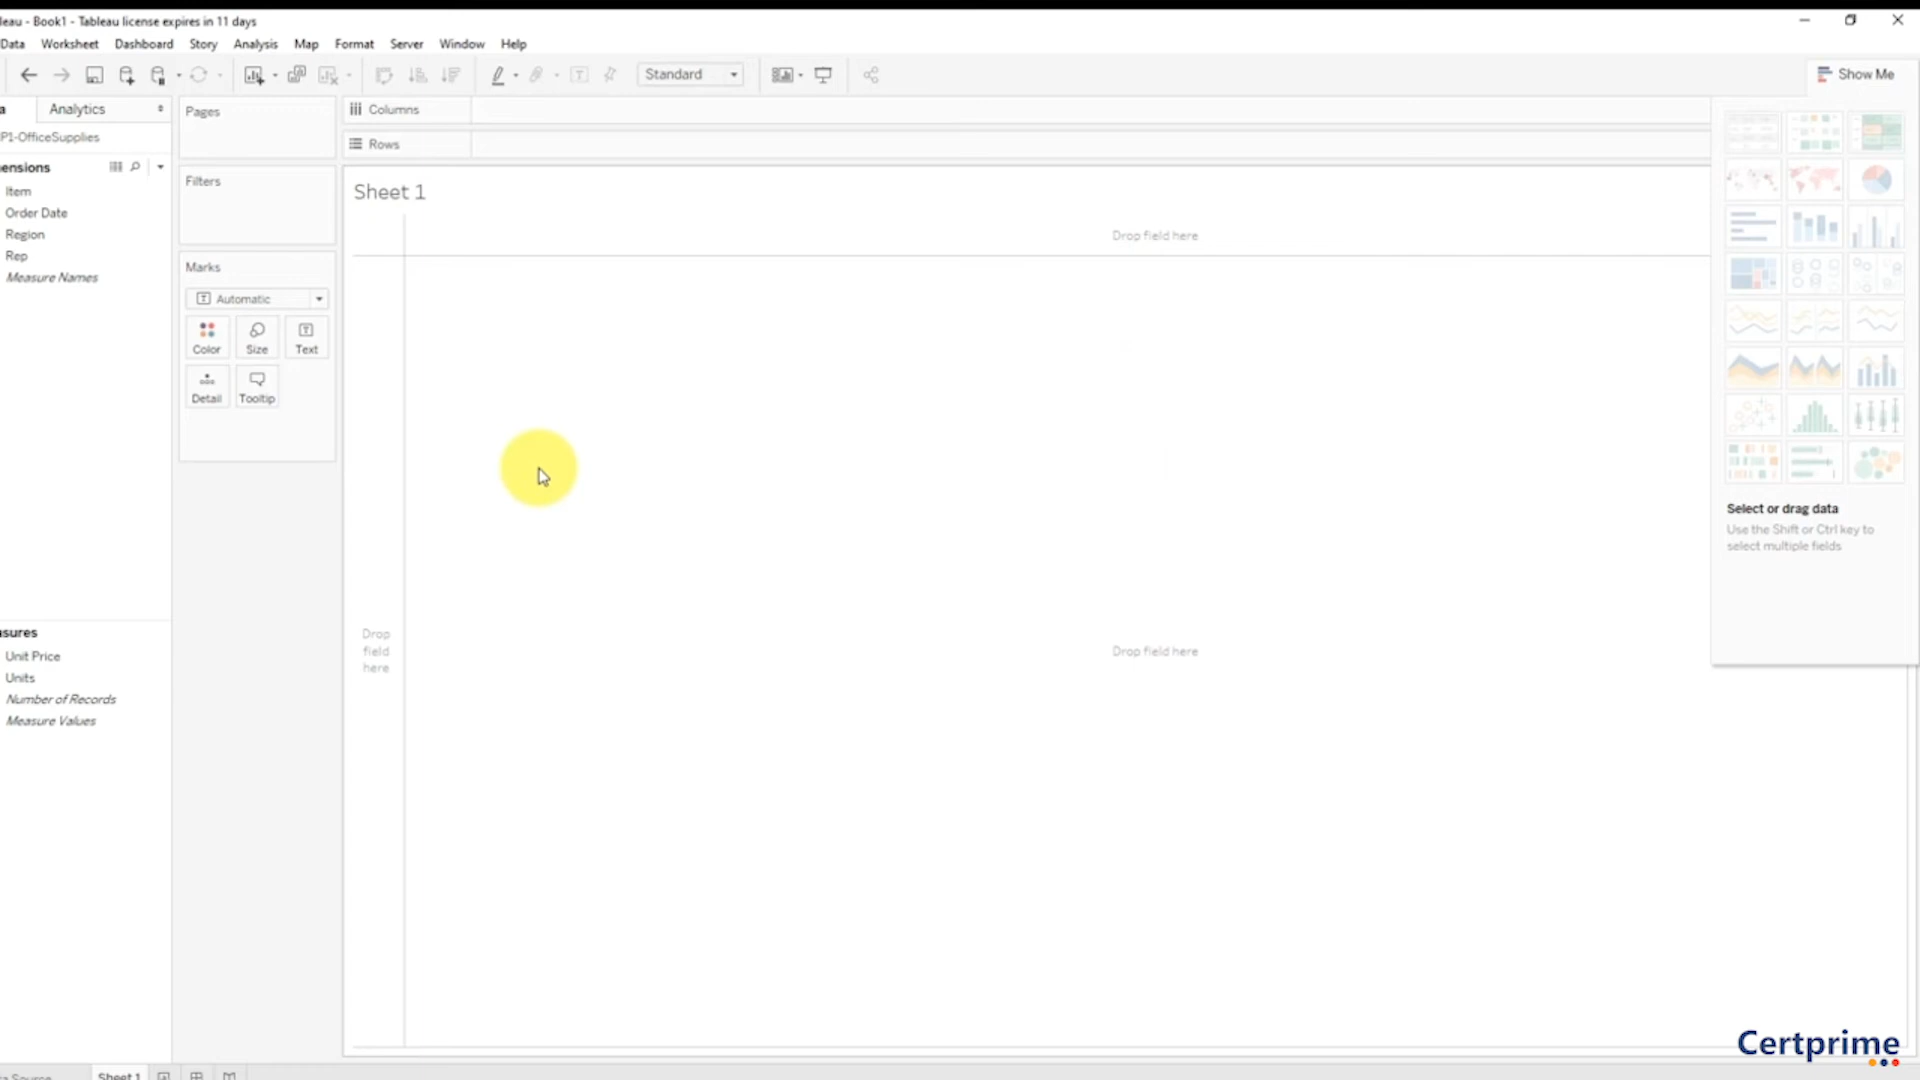 leau - Book1 - Tableau license expires in 11 days
Data Worksheet Dashboard Story Analysis Map Format Server Window Help
Standard
Show Me
a Analytics
P1-OfficeSupplies
ensions
Item
Order Date
Region
Rep
Measure Names
asures
Unit Price
Units
Number of Records
Measure Values
Pages
Filters
Marks
Automatic
Color Size Text
Detail Tooltip
Columns
Rows
Sheet 1
Drop field here
Drop
field
here
Drop field here
Select or drag data
Use the Shift or Ctrl key to
select multiple fields
Certprime
ta Source Sheet 1